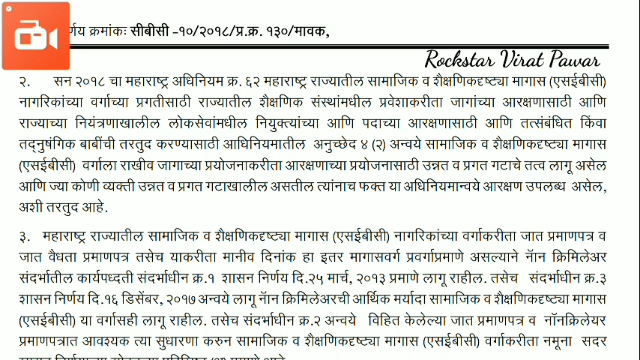 र्णय क्रमांकः सीबीसी -१०/२०१८/प्र.क्र. १३०/मावक,
Rockstar Virat Pawar
२. सन २०१८ चा महाराष्ट्र अधिनियम क्र. ६२ महाराष्ट्र राज्यातील सामाजिक व शैक्षणिकदृष्ट्या मागास (एसईबीसी)
नागरिकांच्या वर्गाच्या प्रगतीसाठी राज्यातील शैक्षणिक संस्थांमधील प्रवेशाकरीता जागांच्या आरक्षणासाठी आणि
राज्याच्या नियंत्रणाखालील लोकसेवांमधील नियुक्त्यांच्या आणि पदाच्या आरक्षणासाठी आणि तत्संबंधित किंवा
तद्नुषंगिक बाबींची तरतुद करण्यासाठी आधिनियमातील अनुच्छेद ४ (२) अन्वये सामाजिक व शैक्षणिकदृष्ट्या मागास
(एसईबीसी) वर्गाला राखीव जागाच्या प्रयोजनाकरीता आरक्षणाच्या प्रयोजनासाठी उन्नत व प्रगत गटाचे तत्व लागू असेल
आणि ज्या कोणी व्यक्ती उन्नत व प्रगत गटाखालील असतील त्यांनाच फक्त या अधिनियमान्वये आरक्षण उपलब्ध असेल,
अशी तरतुद आहे.
३. महाराष्ट्र राज्यातील सामाजिक व शैक्षणिकदृष्ट्या मागास (एसईबीसी) नागरिकांच्या वर्गाकरीता जात प्रमाणपत्र व
जात वैधता प्रमाणपत्र तसेच याकरीता मानीव दिनांक हा इतर मागासवर्ग प्रवर्गाप्रमाणे असल्याने नॅान क्रिमिलेअर
संदर्भातील कार्यपध्दती संदर्भाधीन क्र.१ शासन निर्णय दि.२५ मार्च, २०१३ प्रमाणे लागू राहील. तसेच संदर्भाधीन क्र.३
शासन निर्णय दि.१६ डिसेंबर, २०१७ अन्वये लागू नॅान क्रिमिलेअरची आर्थिक मर्यादा सामाजिक व शैक्षणिकदृष्ट्या मागास
(एसईबीसी) या वर्गासही लागू राहील. तसेच संदर्भाधीन क्र.२ अन्वये विहित केलेल्या जात प्रमाणपत्र व नॉनक्रिलेयर
प्रमाणपत्रात आवश्यक त्या सुधारणा करुन सामाजिक व शैक्षणिकदृष्ट्या मागास (एसईबीसी) वर्गाकरीता नमूना सदर